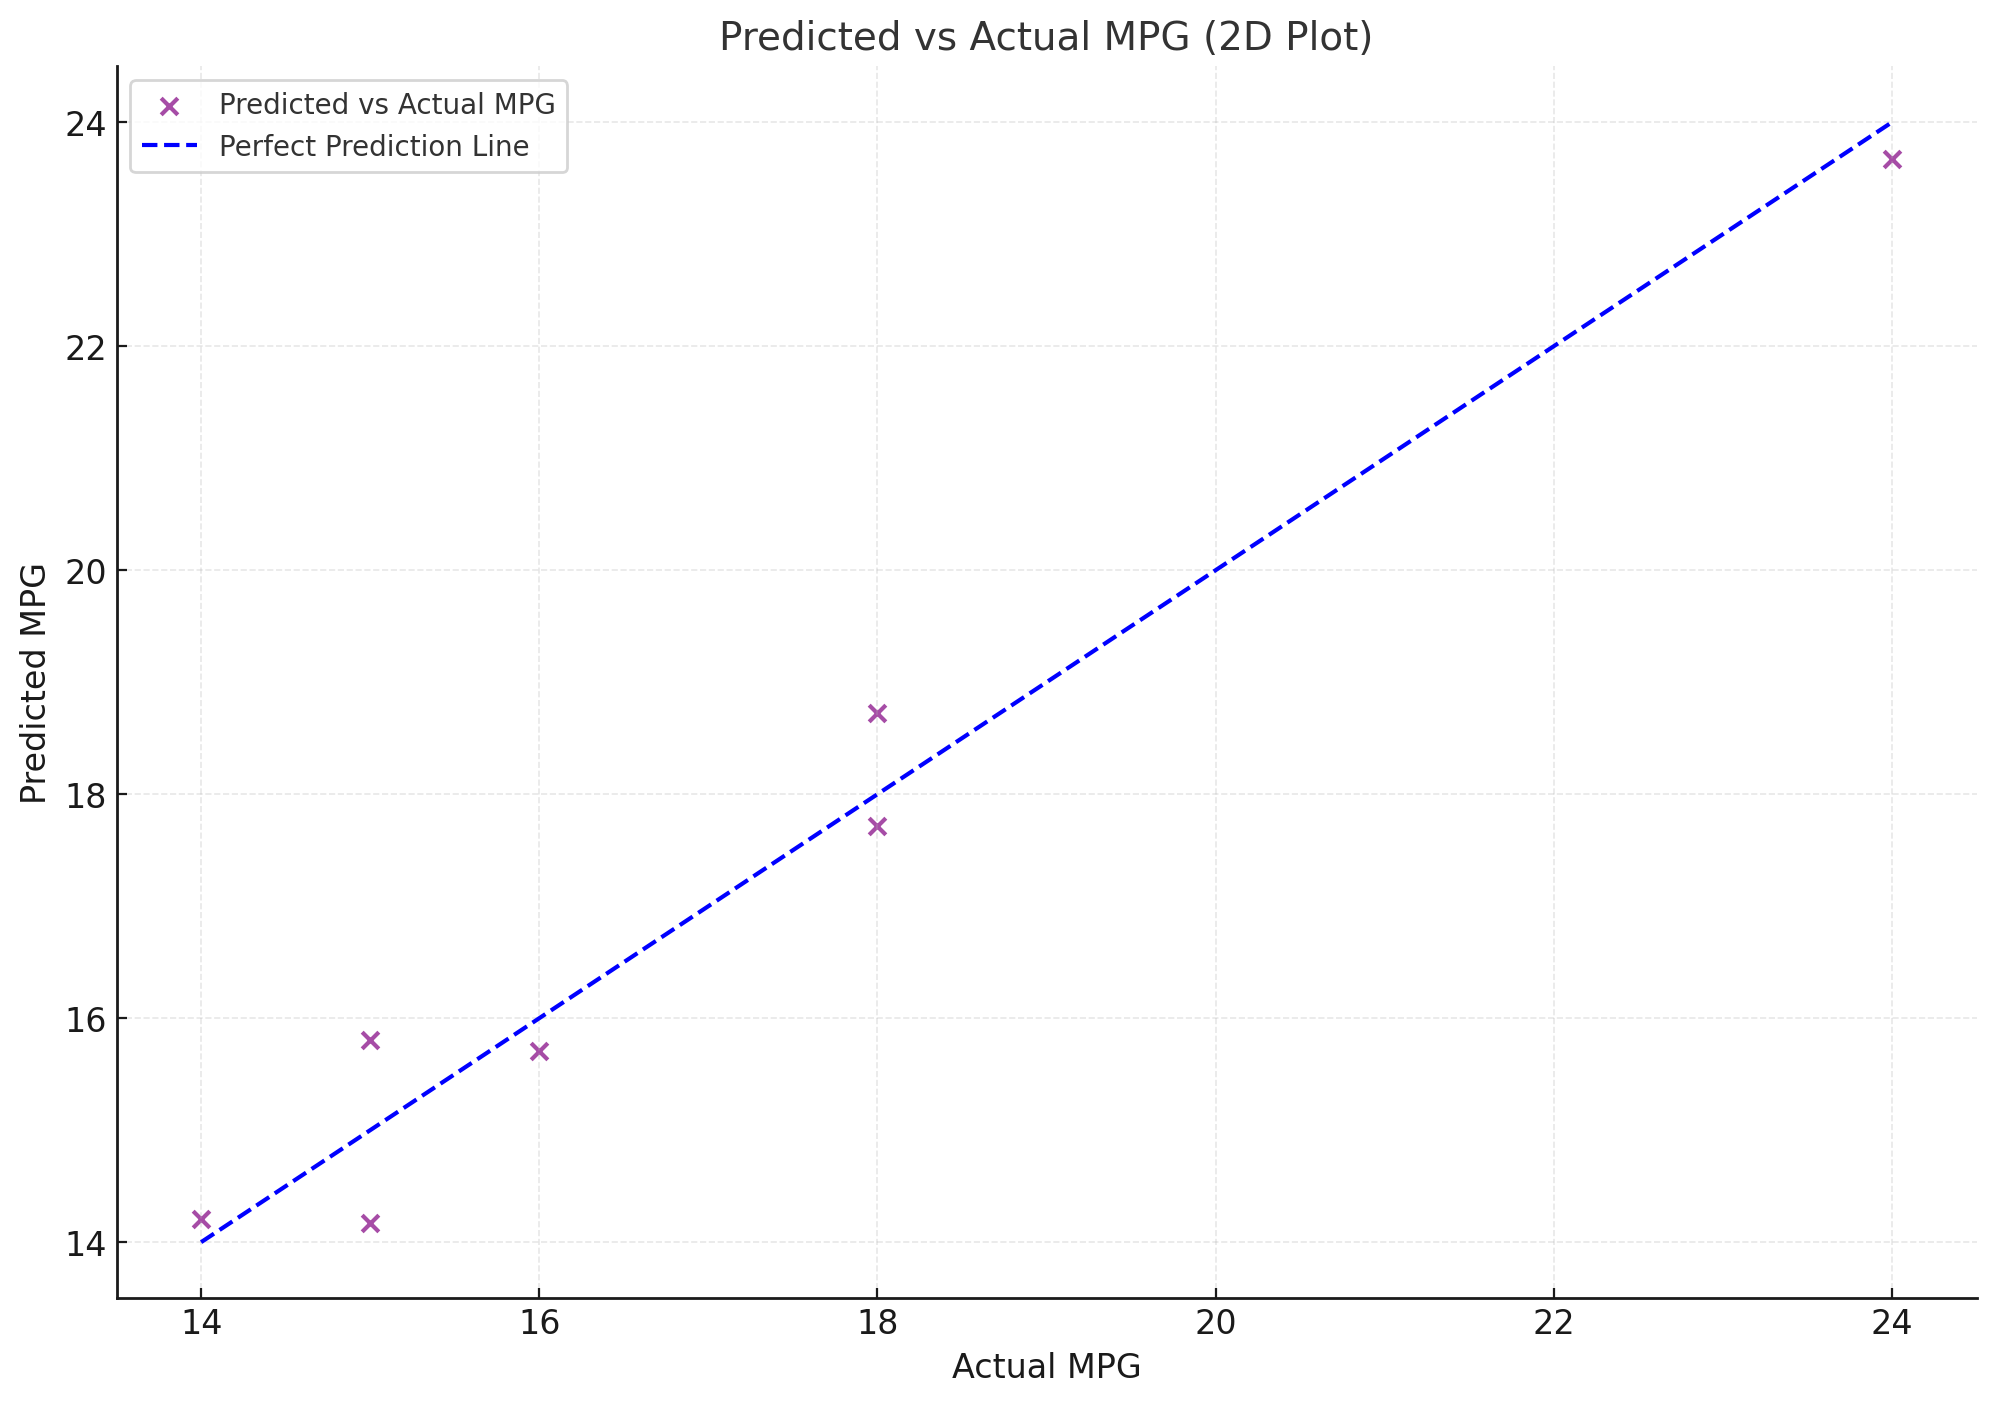 Predicted vs Actual MPG (2D Plot)
Predicted vs Actual MPG
Perfect Prediction Line
24
22
20
18
16
14
Predicted MPG
14 16 18 20 22 24
Actual MPG